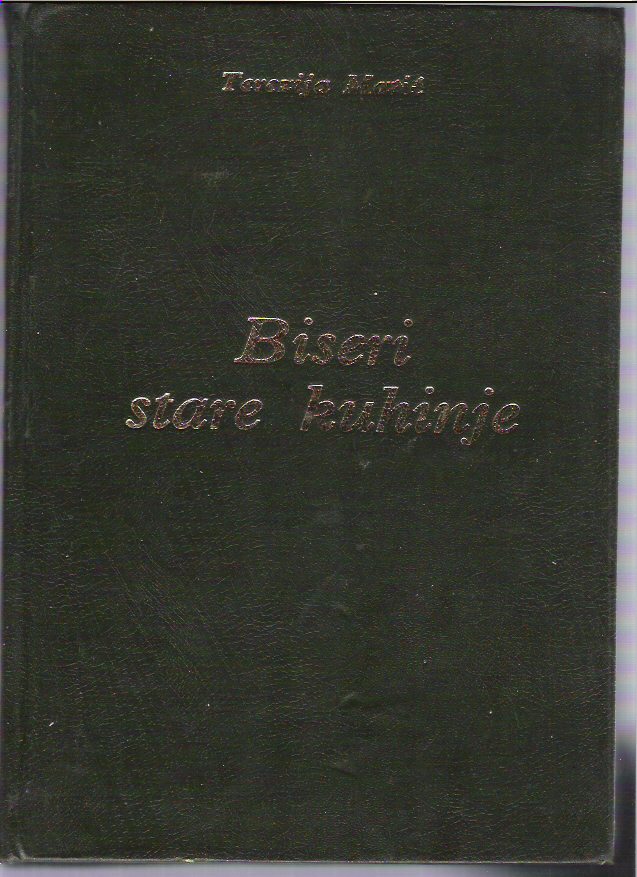 Terezija Marić
Biseri
stare kuhinje